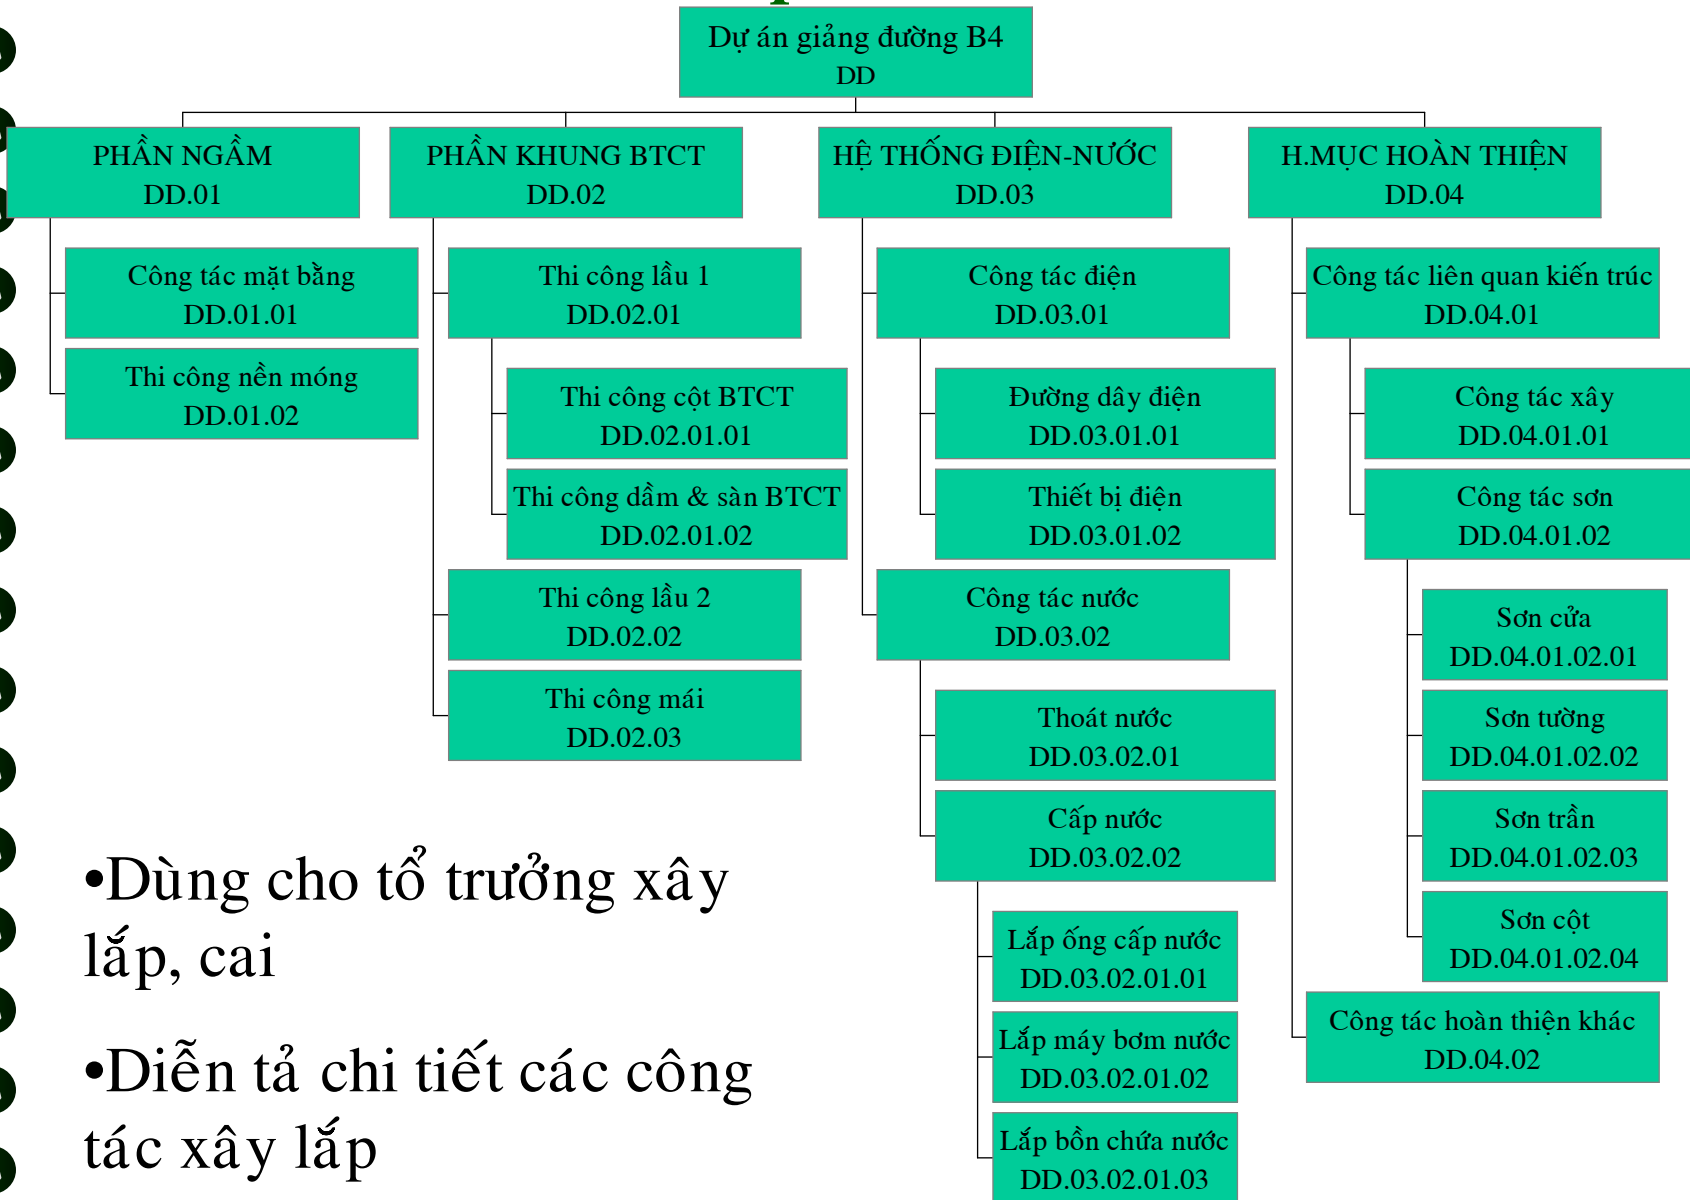 Dự án giảng đường B4
DD
PHẦN NGẦM
DD.01
Công tác mặt bằng
DD.01.01
Thi công nền móng
DD.01.02
PHẦN KHUNG BTCT
DD.02
Thi công lầu 1
DD.02.01
Thi công cột BTCT
DD.02.01.01
Thi công dầm & sàn BTCT
DD.02.01.02
Thi công lầu 2
DD.02.02
Thi công mái
DD.02.03
HỆ THỐNG ĐIỆN-NƯỚC
DD.03
Công tác điện
DD.03.01
Đường dây điện
DD.03.01.01
Thiết bị điện
DD.03.01.02
Công tác nước
DD.03.02
Thoát nước
DD.03.02.01
Cấp nước
DD.03.02.02
Lắp ống cấp nước
DD.03.02.01.01
Lắp máy bơm nước
DD.03.02.01.02
Lắp bồn chứa nước
DD.03.02.01.03
H.MỤC HOÀN THIỆN
DD.04
Công tác liên quan kiến trúc
DD.04.01
Công tác xây
DD.04.01.01
Công tác sơn
DD.04.01.02
Sơn cửa
DD.04.01.02.01
Sơn tường
DD.04.01.02.02
Sơn trần
DD.04.01.02.03
Sơn cột
DD.04.01.02.04
Công tác hoàn thiện khác
DD.04.02
•Dùng cho tổ trưởng xây
lắp, cai
•Diễn tả chi tiết các công
tác xây lắp